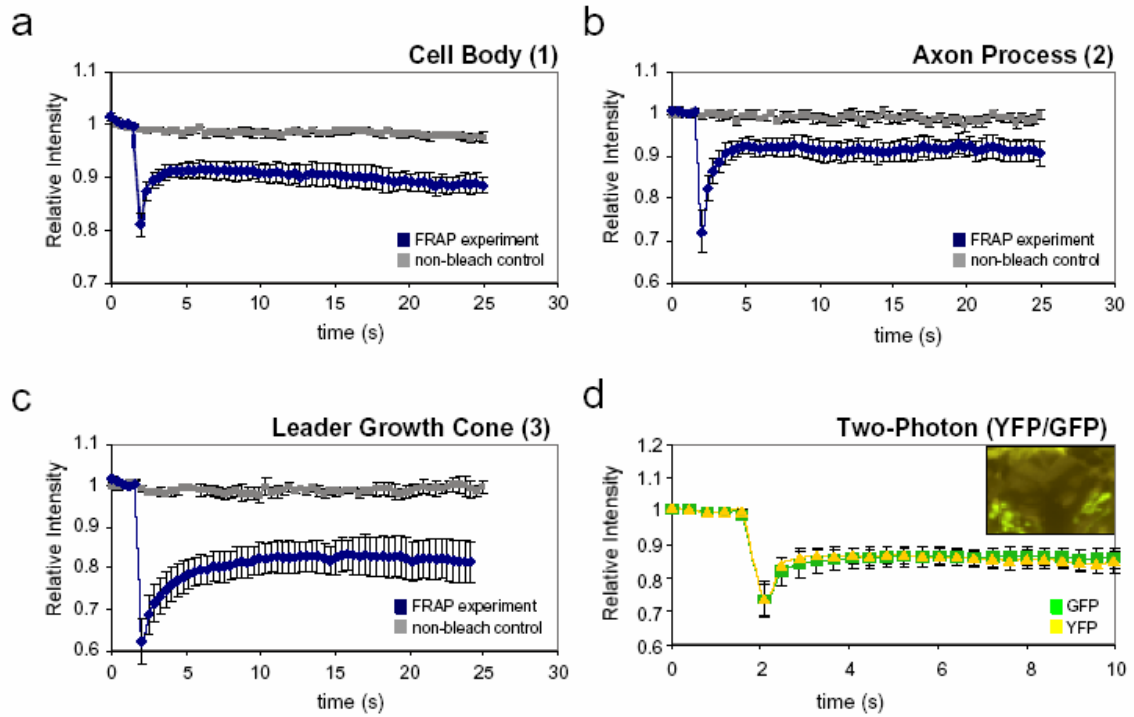 a
Cell Body (1)
1.1
1
0.9
0.8
0.7
Relative Intensity
FRAP experiment
non-bleach control
0
5
10
15
20
25
30
time (s)
b
Axon Process (2)
1.1
1
0.9
0.8
0.7
0.6
Relative Intensity
FRAP experiment
non-bleach control
0
5
10
15
20
25
30
time (s)
c
Leader Growth Cone (3)
1.1
1
0.9
0.8
0.7
0.6
Relative Intensity
FRAP experiment
non-bleach control
0
5
10
15
20
25
30
time (s)
d
Two-Photon (YFP/GFP)
1.2
1.1
1.0
0.9
0.8
0.7
0.6
Relative Intensity
GFP
YFP
0
2
4
6
8
10
time (s)